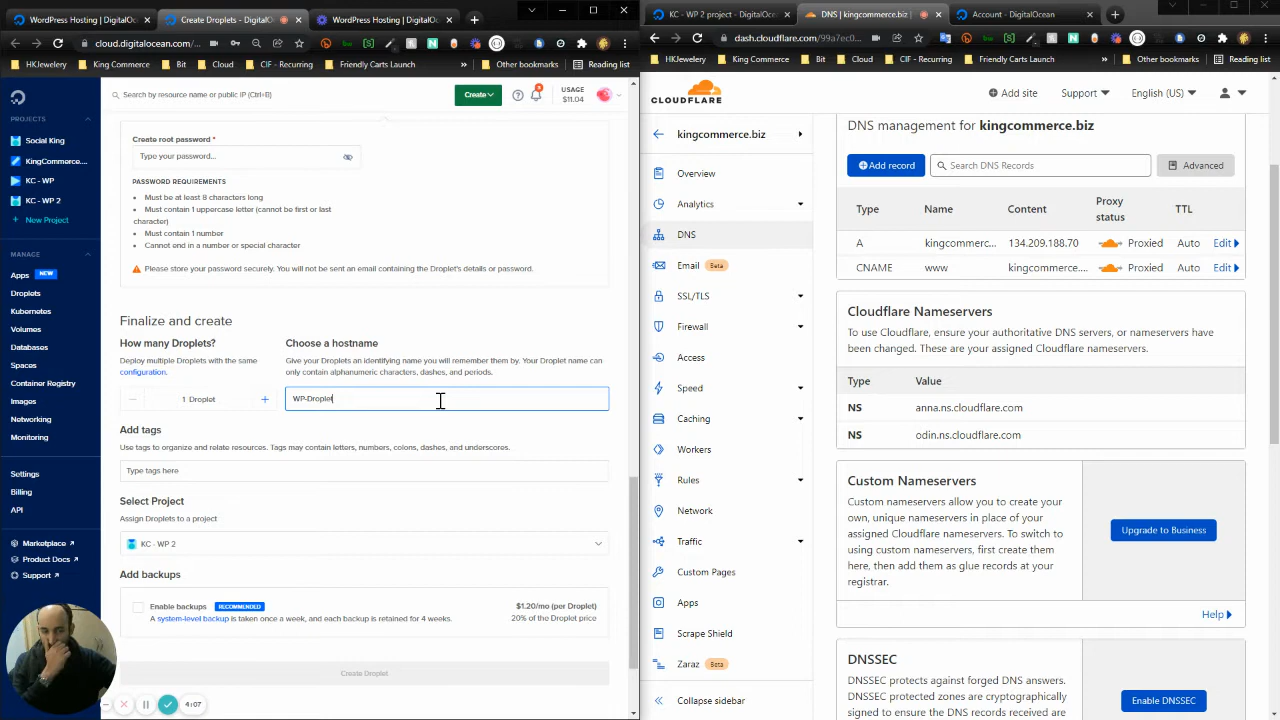 WordPress Hosting | DigitalO
Create Droplets - Digital
WordPress Hosting | DigitalO
cloud.digitalocean.com/
HKJewelery
King Commerce
Bit
Cloud
CIF - Recurring
Friendly Carts Launch
»
Other bookmarks
Reading list
PROJECTS
Social King
KingCommerce....
KC - WP
KC - WP 2
+ New Project
MANAGE
Apps NEW
Droplets
Kubernetes
Volumes
Databases
Spaces
Container Registry
Images
Networking
Monitoring
Settings
Billing
API
Marketplace ↗
Product Docs ↗
Support ↗
Search by resource name or public IP (Ctrl+B)
Create
USAGE
$11.04
Create root password *
Type your password...
PASSWORD REQUIREMENTS
Must be at least 8 characters long
Must contain 1 uppercase letter (cannot be first or last
character)
Must contain 1 number
Cannot end in a number or special character
Please store your password securely. You will not be sent an email containing the Droplet's details or password.
Finalize and create
How many Droplets?
Deploy multiple Droplets with the same
configuration.
1 Droplet
Choose a hostname
Give your Droplets an identifying name you will remember them by. Your Droplet name can
only contain alphanumeric characters, dashes, and periods.
WP-Droplet
Add tags
Use tags to organize and relate resources. Tags may contain letters, numbers, colons, dashes, and underscores.
Type tags here
Select Project
Assign Droplets to a project
KC - WP 2
Add backups
Enable backups RECOMMENDED
$1.20/mo (per Droplet)
A system-level backup is taken once a week, and each backup is retained for 4 weeks.
20% of the Droplet price
Create Droplet
4:07
KC - WP 2 project - DigitalOc
DNS | kingcommerce.biz
Account - DigitalOcean
dash.cloudflare.com/99a7ec0...
HKJewelery
King Commerce
Bit
Cloud
CIF - Recurring
Friendly Carts Launch
»
Other bookmarks
Reading list
CLOUDFLARE
Add site
Support
English (US)
kingcommerce.biz
Overview
Analytics
DNS
Email Beta
SSL/TLS
Firewall
Access
Speed
Caching
Workers
Rules
Network
Traffic
Custom Pages
Apps
Scrape Shield
Zaraz Beta
Collapse sidebar
DNS management for kingcommerce.biz
Add record
Search DNS Records
Advanced
Type Name Content Proxy status TTL
A kingcommerc... 134.209.188.70 Proxied Auto Edit
CNAME www kingcommerce... Proxied Auto Edit
Cloudflare Nameservers
To use Cloudflare, ensure your authoritative DNS servers, or nameservers
have been changed. These are your assigned Cloudflare nameservers.
Type Value
NS anna.ns.cloudflare.com
NS odin.ns.cloudflare.com
Custom Nameservers
Custom nameservers allow you to create your
own, unique nameservers in place of your
assigned Cloudflare nameservers. To switch
to using custom nameservers, first create them
here, then add them as glue records at your
registrar.
Upgrade to Business
Help
DNSSEC
DNSSEC protects against forged DNS answers.
DNSSEC protected zones are cryptographically
signed to ensure the DNS records received are
Enable DNSSEC